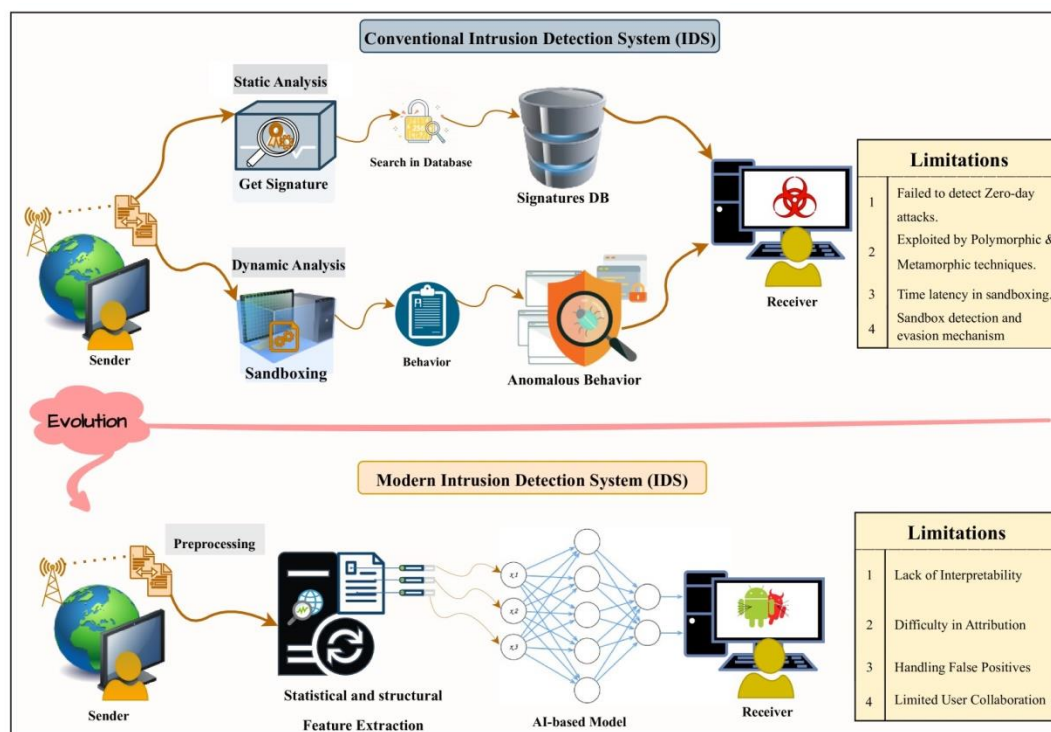 Conventional Intrusion Detection System (IDS)
Static Analysis
Get Signature
Search in Database
Signatures DB
Sender
Dynamic Analysis
Sandboxing
Behavior
Anomalous Behavior
Receiver
Limitations
1 Failed to detect Zero-day
attacks.
2 Exploited by Polymorphic &
Metamorphic techniques.
3 Time latency in sandboxing.
4 Sandbox detection and
evasion mechanism
Evolution
Modern Intrusion Detection System (IDS)
Preprocessing
Sender
Statistical and structural
Feature Extraction
x,1
x,2
x,3
AI-based Model
Receiver
Limitations
1 Lack of Interpretability
2 Difficulty in Attribution
3 Handling False Positives
4 Limited User Collaboration